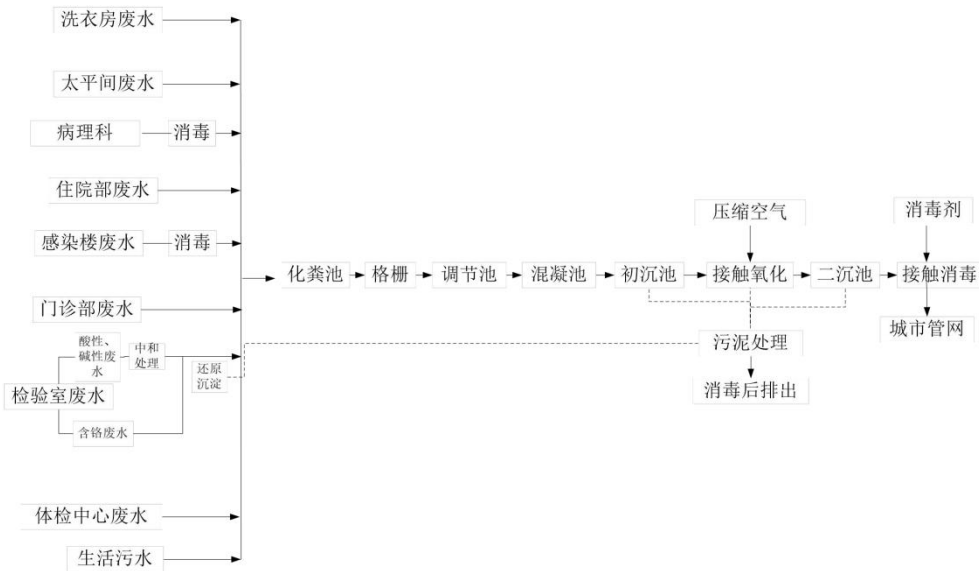 洗衣房废水
太平间废水
病理科
消毒
住院部废水
感染楼废水
消毒
门诊部废水
酸性、
碱性废
水
中和
处理
还原
沉淀
检验室废水
含铬废水
体检中心废水
生活污水
化粪池
格栅
调节池
混凝池
初沉池
接触氧化
二沉池
接触消毒
压缩空气
消毒剂
城市管网
污泥处理
消毒后排出